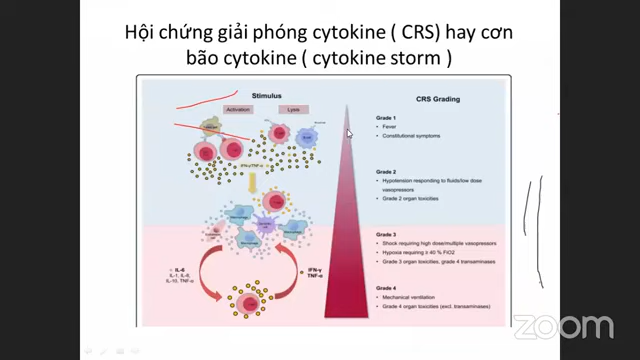 Hội chứng giải phóng cytokine ( CRS) hay cơn
bão cytokine ( cytokine storm )
Stimulus
Activation
Lysis
IFN-γ/TNF-α
IL-6
IL-1, IL-8,
IL-10, TNF-α
IFN-γ
TNF-α
CRS Grading
Grade 1
• Fever
• Constitutional symptoms
Grade 2
• Hypotension responding to fluids/low dose
vasopressors
• Grade 2 organ toxicities
Grade 3
• Shock requiring high dose/multiple vasopressors
• Hypoxia requiring ≥ 40 % FiO2
• Grade 3 organ toxicities, grade 4 transaminases
Grade 4
• Mechanical ventilation
• Grade 4 organ toxicities (excl. transaminases)
zoom